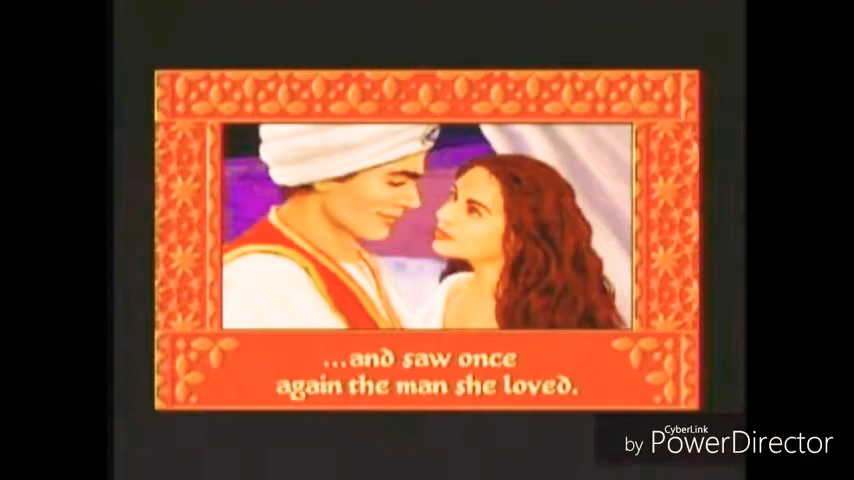 ...and saw once
again the man she loved.
CyberLink
by PowerDirector